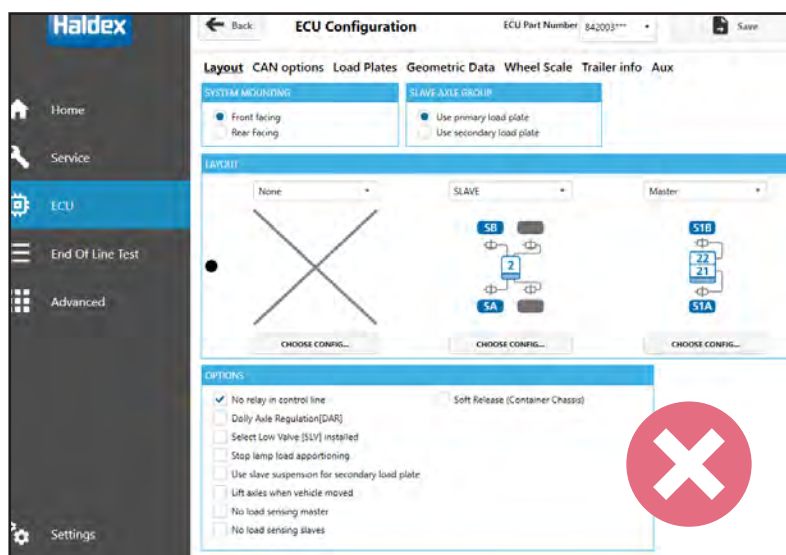 Haldex
Back
ECU Configuration
ECU Part Number
842003***
Save
Layout CAN options Load Plates Geometric Data Wheel Scale Trailer info Aux
SYSTEM MOUNTING
Front facing
Rear Facing
SLAVE AXLE GROUP
Use primary load plate
Use secondary load plate
Home
Service
ECU
End Of Line Test
Advanced
Settings
LAYOUT
None
SLAVE
Master
SB
2
SA
S1B
22
21
S1A
CHOOSE CONFIG...
CHOOSE CONFIG...
CHOOSE CONFIG...
OPTIONS
No relay in control line
Dolly Axle Regulation[DAR]
Select Low Valve [SLV] installed
Stop lamp load apportioning
Use slave suspension for secondary load plate
Lift axles when vehicle moved
No load sensing master
No load sensing slaves
Soft Release (Container Chassis)